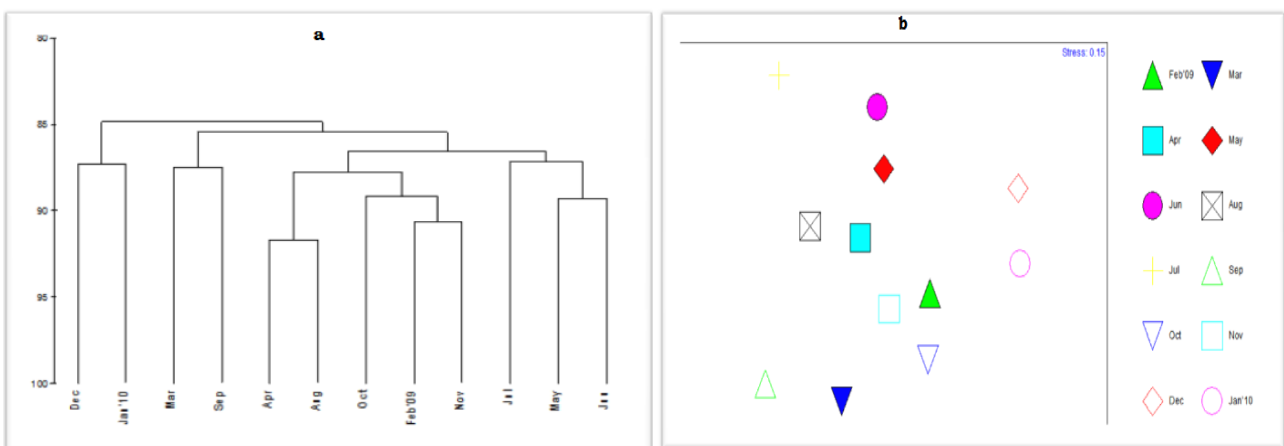 a
80
85
90
95
100
Dec
Jan'10
Mar
Sep
Apr
Aug
Oct
Feb'09
Nov
Jul
May
Jun
b
Stress: 0.15
Feb'09 Mar
Apr May
Jun Aug
Jul Sep
Oct Nov
Dec Jan'10